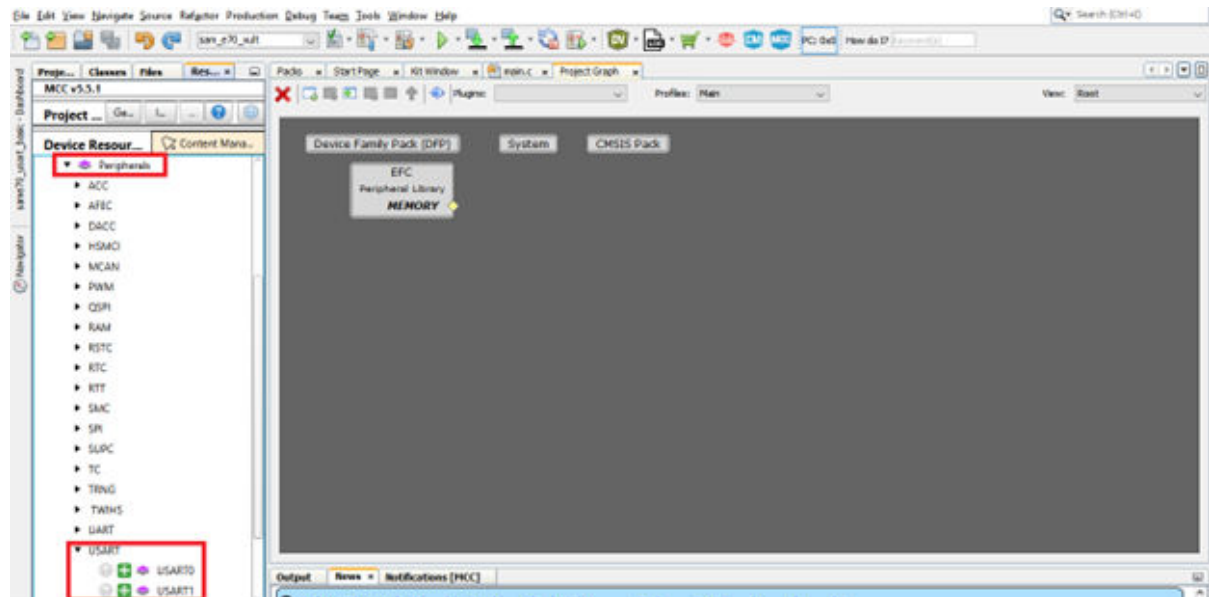 File Edit View Navigate Source Refactor Production Debug Team Tools Window Help
Search (Ctrl+I)
sam_e70_xult
PC: 0x0 How do I?
Proje... Classes Files Res...
Packs Start Page Kit Window main.c Project Graph
MCC v5.5.1
Plugins: Profiles: Main View: Root
Project ... Ge... L...
Device Resour... Content Mana...
Device Family Pack (DFP) System CMSIS Pack
EFC
Peripheral Library
MEMORY
Peripherals
ACC
AFEC
DACC
HSMCI
MCAN
PWM
QSPI
RAM
RSTC
RTC
RTT
SMC
SPI
SUPC
TC
TRNG
TWIHS
UART
USART
USART0
USART1
Dashboard
Navigator
Output News Notifications [MCC]